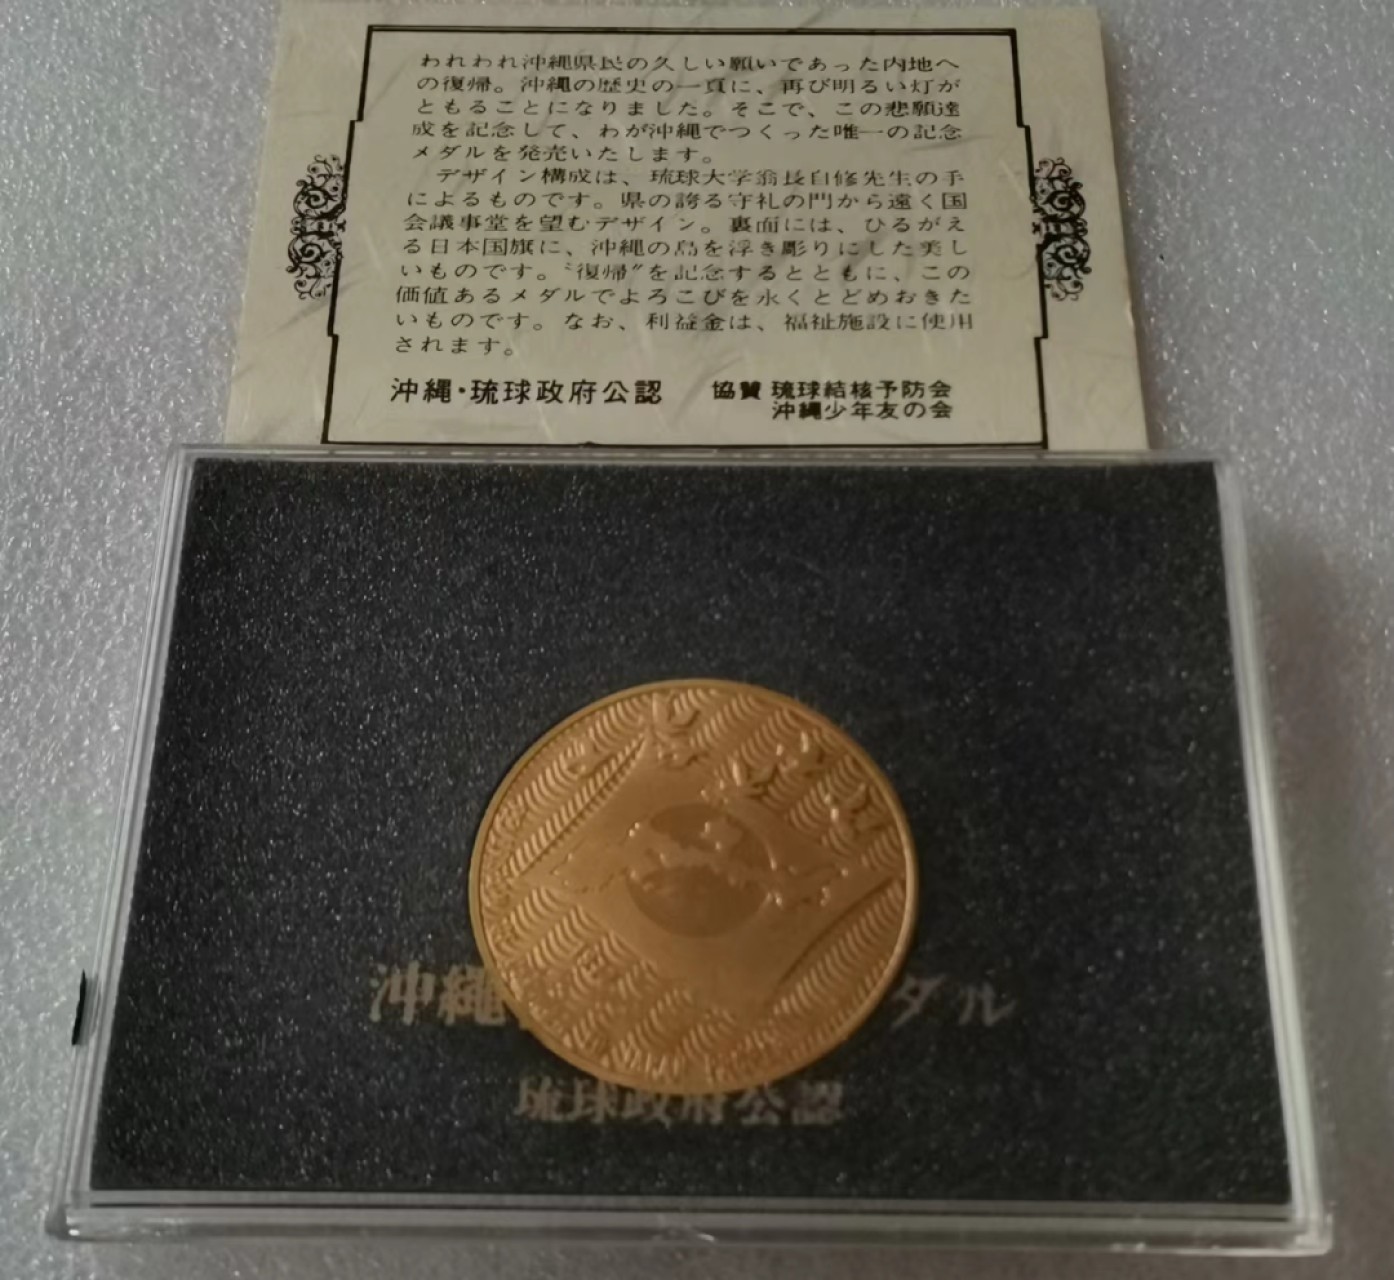 われわれ沖縄県民の久しい願いであった内地へ
の復帰。沖縄の歴史の一頁に、再び明るい灯が
ともることになりました。そこで、この悲願達
成を記念して、わが沖縄でつくった唯一の記念
メダルを発売いたします。
デザイン構成は、琉球大学翁長自修先生の手
によるものです。県の誇る守礼の門から遠く国
会議事堂を望むデザイン。裏面には、ひるがえ
る日本国旗に、沖縄の島を浮き彫りにした美し
いものです。〝復帰〟を記念するとともに、この
価値あるメダルでよろこびを永くとどめおきた
いものです。なお、利益金は、福祉施設に使用
されます。
沖縄・琉球政府公認 協賛 琉球結核予防会
沖縄少年友の会
沖縄 ダル
琉球政府公認